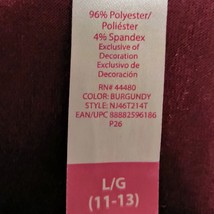 96% Polyester/
Poliéster
4% Spandex
Exclusive of
Decoration
Exclusivo de
Decoración
RN# 44480
COLOR: BURGUNDY
STYLE: NJ46T214T
EAN/UPC 88882596186
P26
L/G
(11-13)